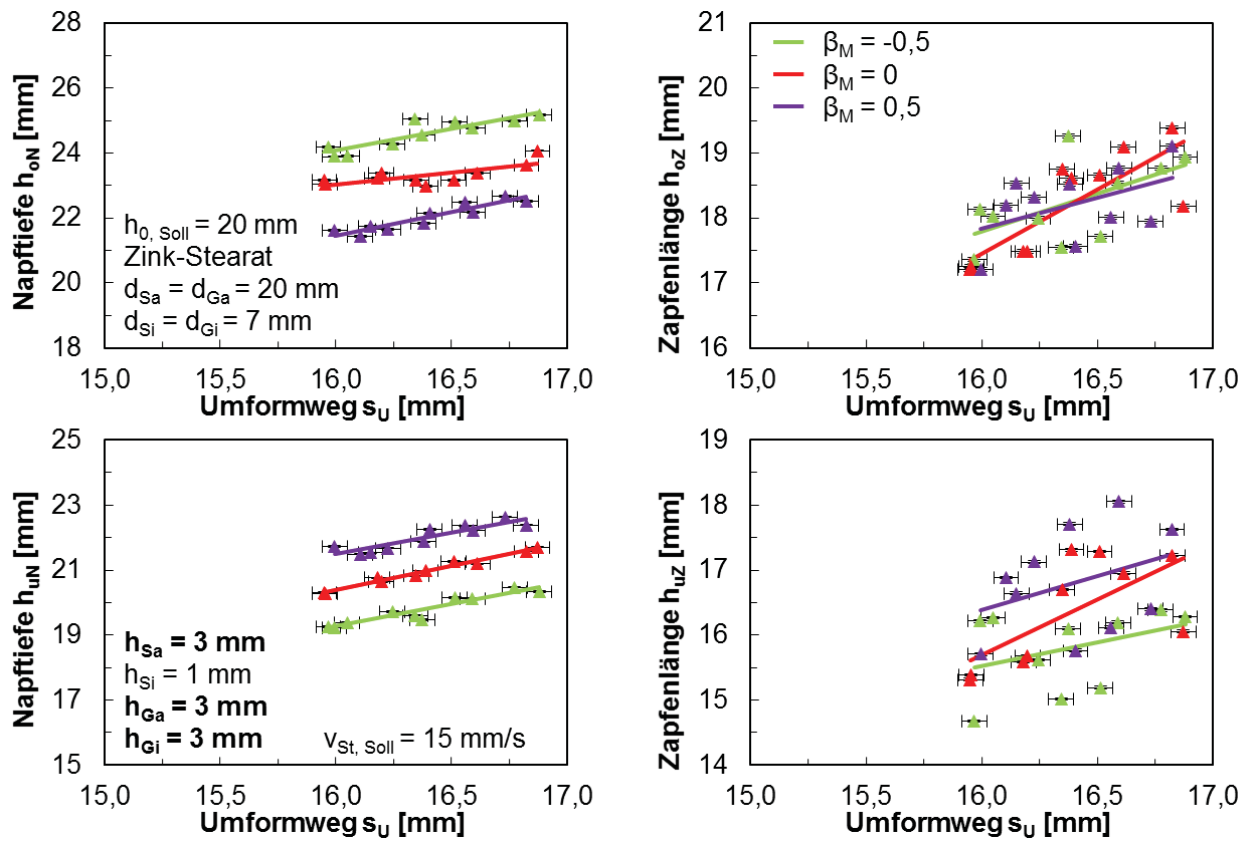 28
26
24
22
20
18
Napftiefe h_oN [mm]
h_0, Soll = 20 mm
Zink-Stearat
d_Sa = d_Ga = 20 mm
d_Si = d_Gi = 7 mm
15,0 15,5 16,0 16,5 17,0
Umformweg s_U [mm]
21
20
19
18
17
16
Zapfenlänge h_oZ [mm]
β_M = -0,5
β_M = 0
β_M = 0,5
15,0 15,5 16,0 16,5 17,0
Umformweg s_U [mm]
25
23
21
19
17
15
Napftiefe h_uN [mm]
h_Sa = 3 mm
h_Si = 1 mm
h_Ga = 3 mm
h_Gi = 3 mm
v_St, Soll = 15 mm/s
15,0 15,5 16,0 16,5 17,0
Umformweg s_U [mm]
19
18
17
16
15
14
Zapfenlänge h_uZ [mm]
15,0 15,5 16,0 16,5 17,0
Umformweg s_U [mm]